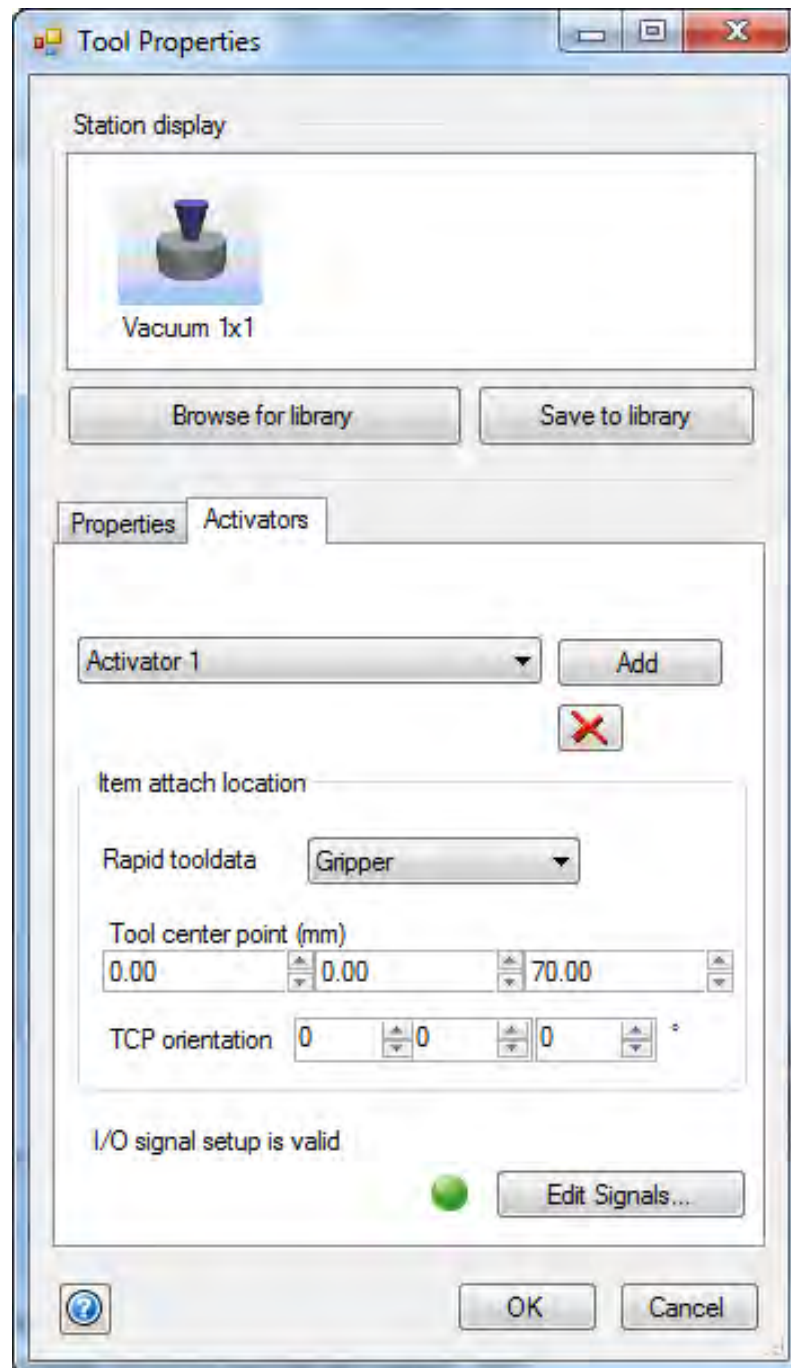 Tool Properties
Station display
Vacuum 1x1
Browse for library Save to library
Properties Activators
Activator 1 Add
Item attach location
Rapid tooldata Gripper
Tool center point (mm)
0.00 0.00 70.00
TCP orientation 0 0 0 °
I/O signal setup is valid
Edit Signals...
OK Cancel